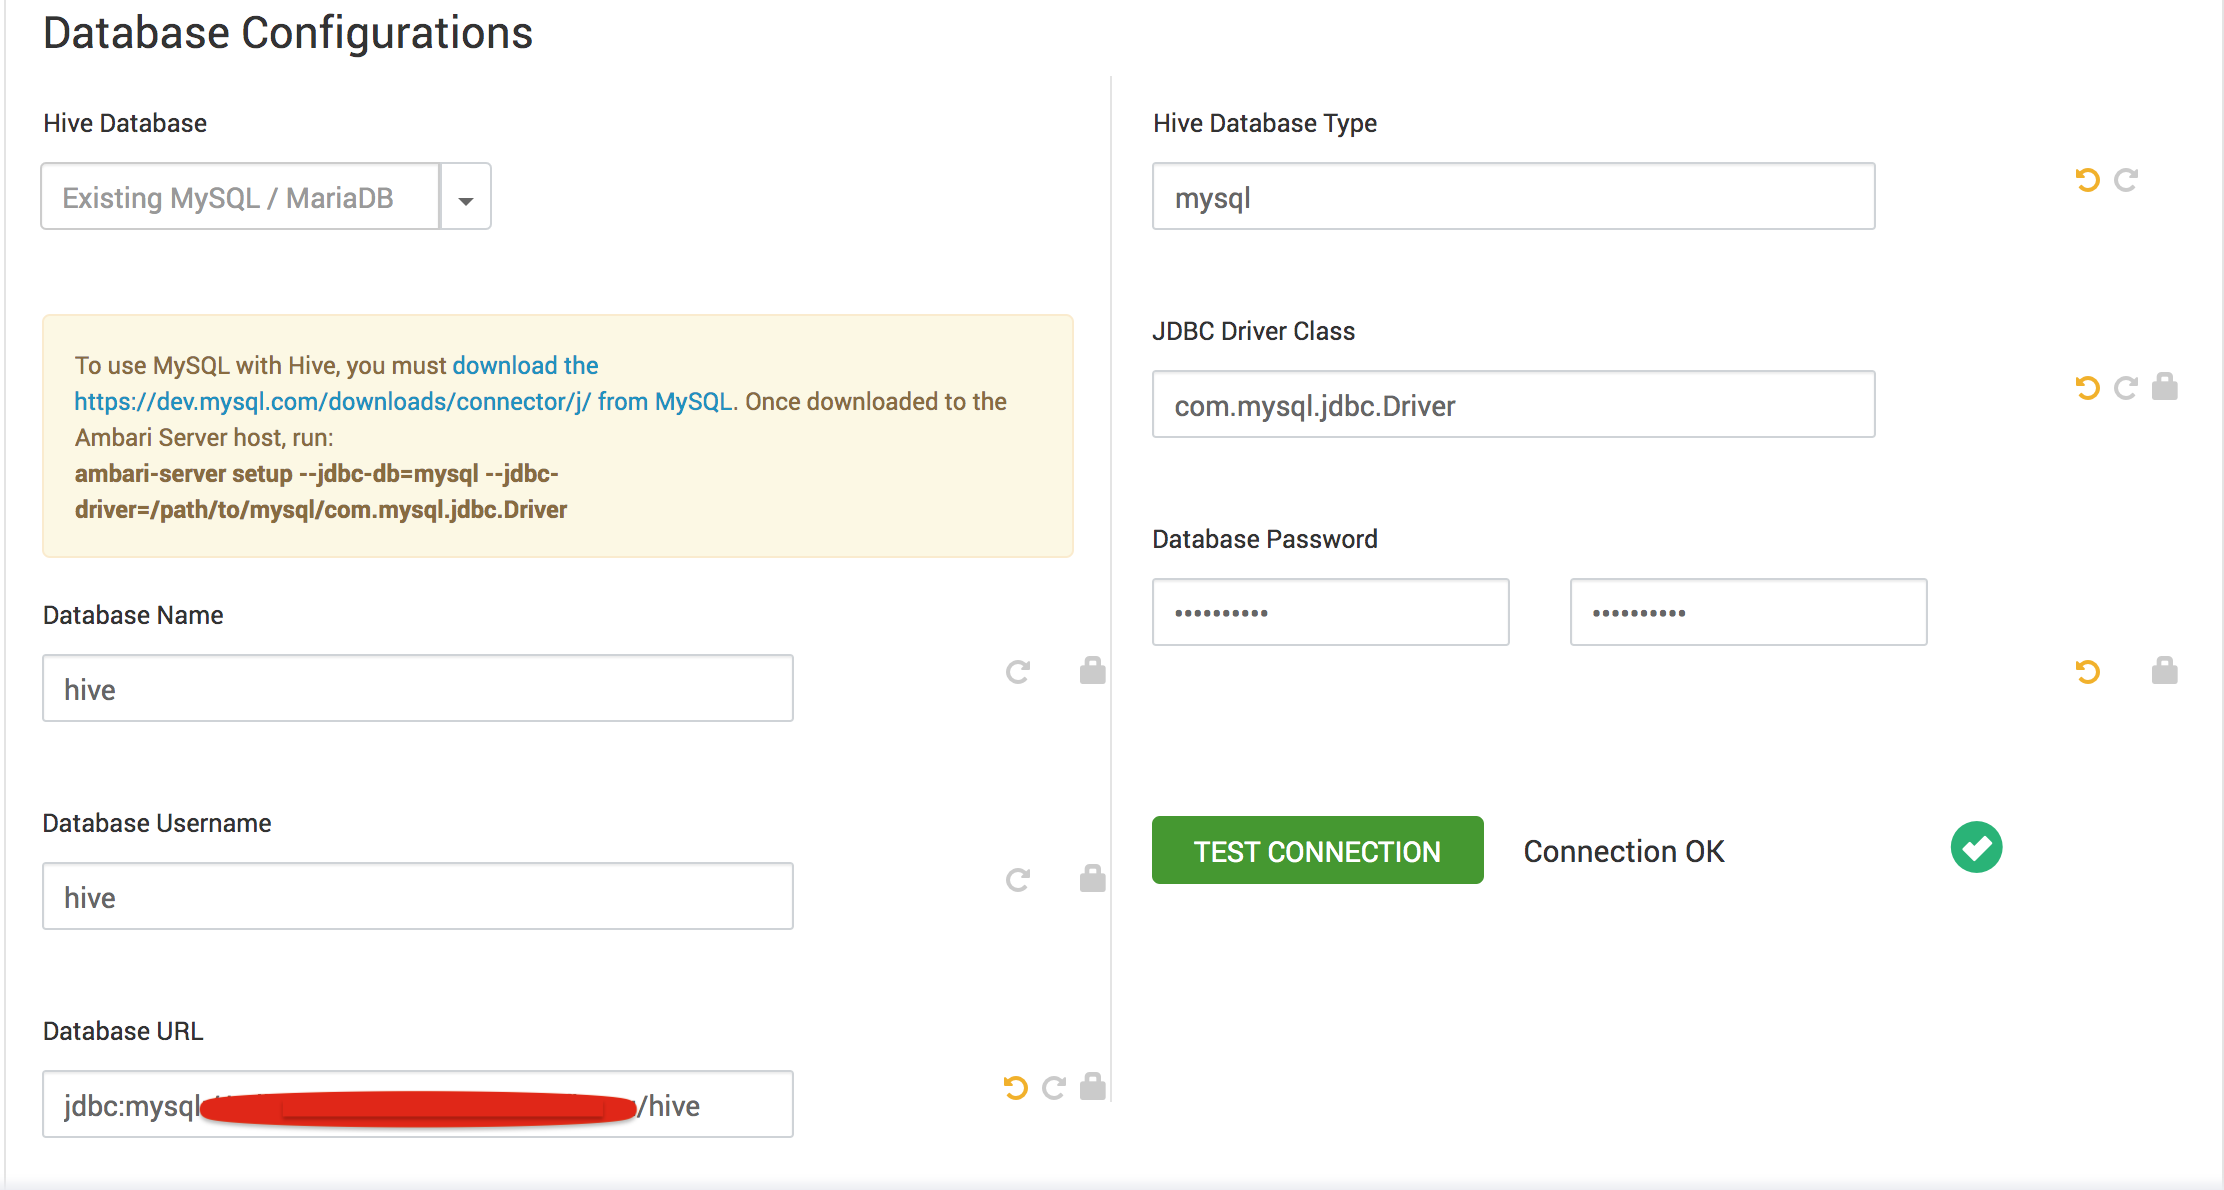 Database Configurations
Hive Database
Existing MySQL / MariaDB
To use MySQL with Hive, you must download the
https://dev.mysql.com/downloads/connector/j/ from MySQL. Once downloaded to the
Ambari Server host, run:
ambari-server setup --jdbc-db=mysql --jdbc-
driver=/path/to/mysql/com.mysql.jdbc.Driver
Database Name
hive
Database Username
hive
Database URL
jdbc:mysql /hive
Hive Database Type
mysql
JDBC Driver Class
com.mysql.jdbc.Driver
Database Password
•••••••••• ••••••••••
TEST CONNECTION Connection OK